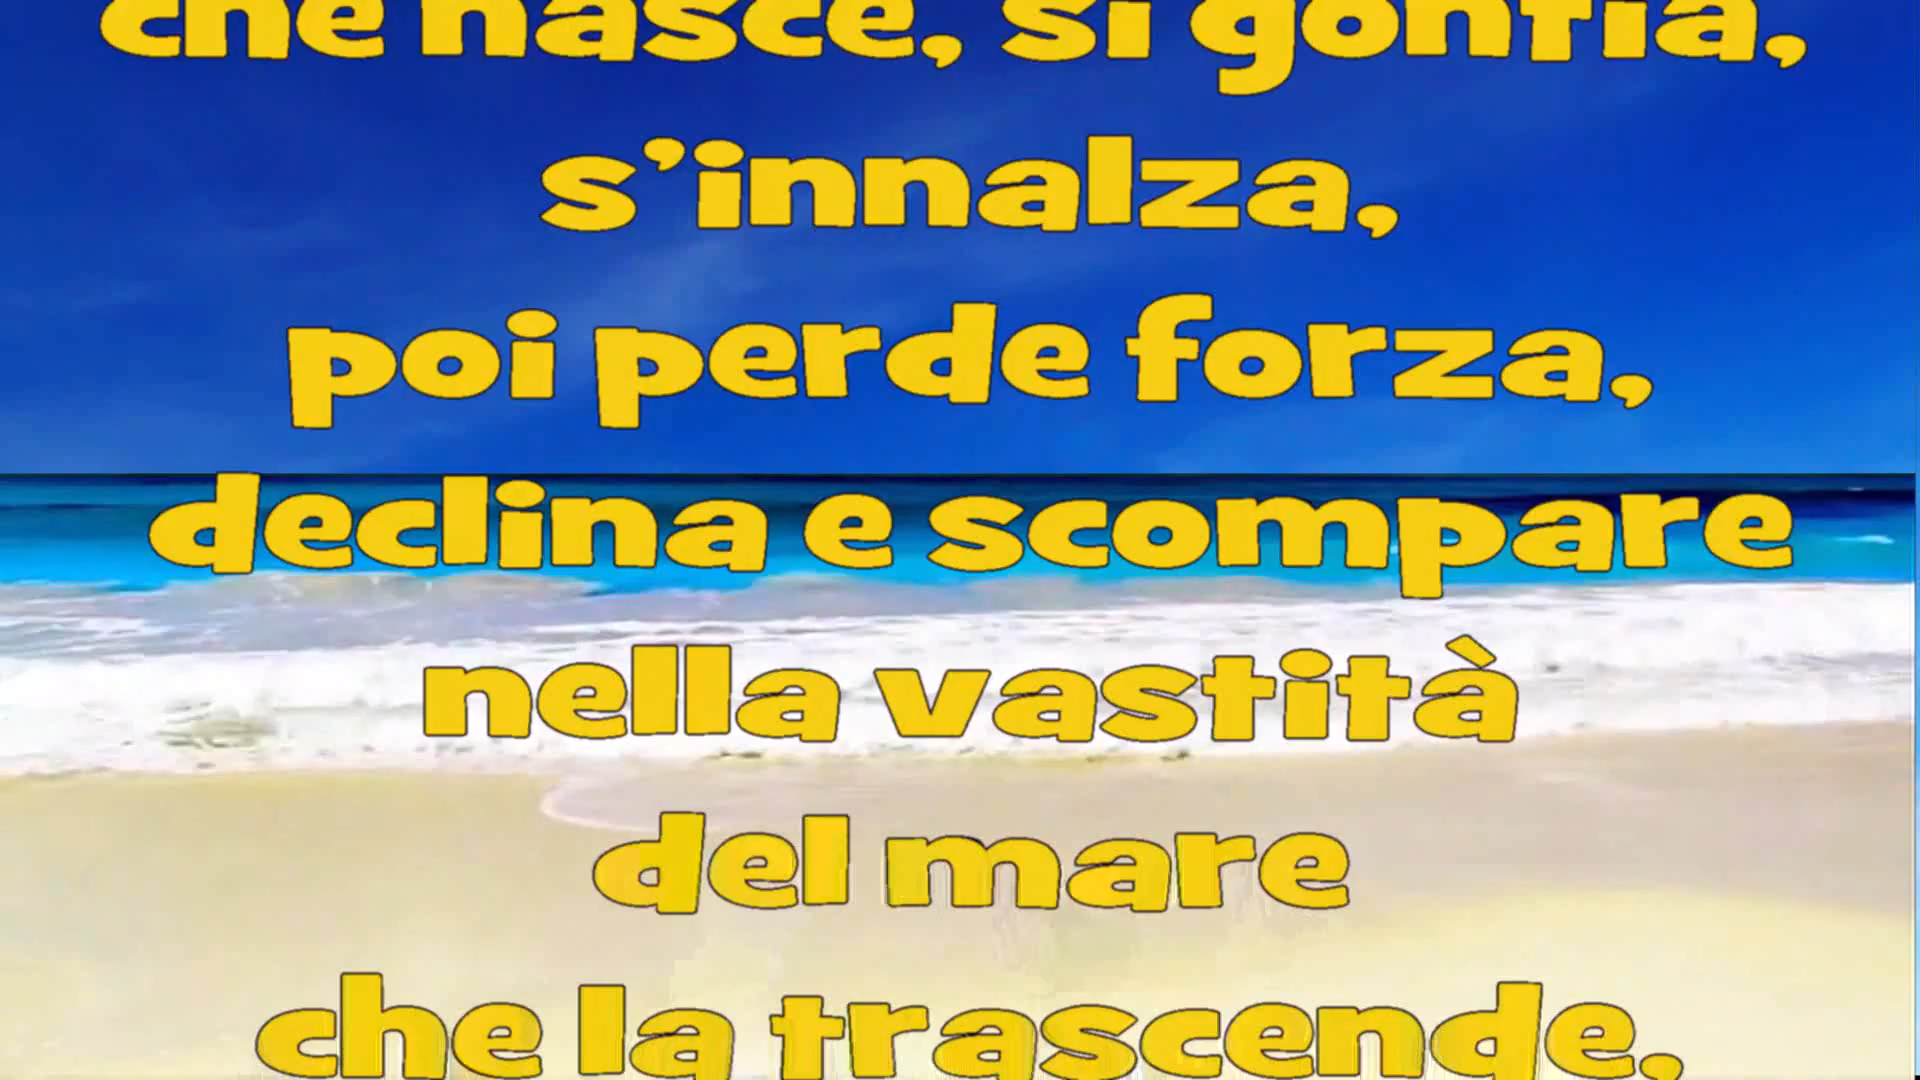 che nasce, si gonfia,
s’innalza,
poi perde forza,
declina e scompare
nella vastità
del mare
che la trascende.